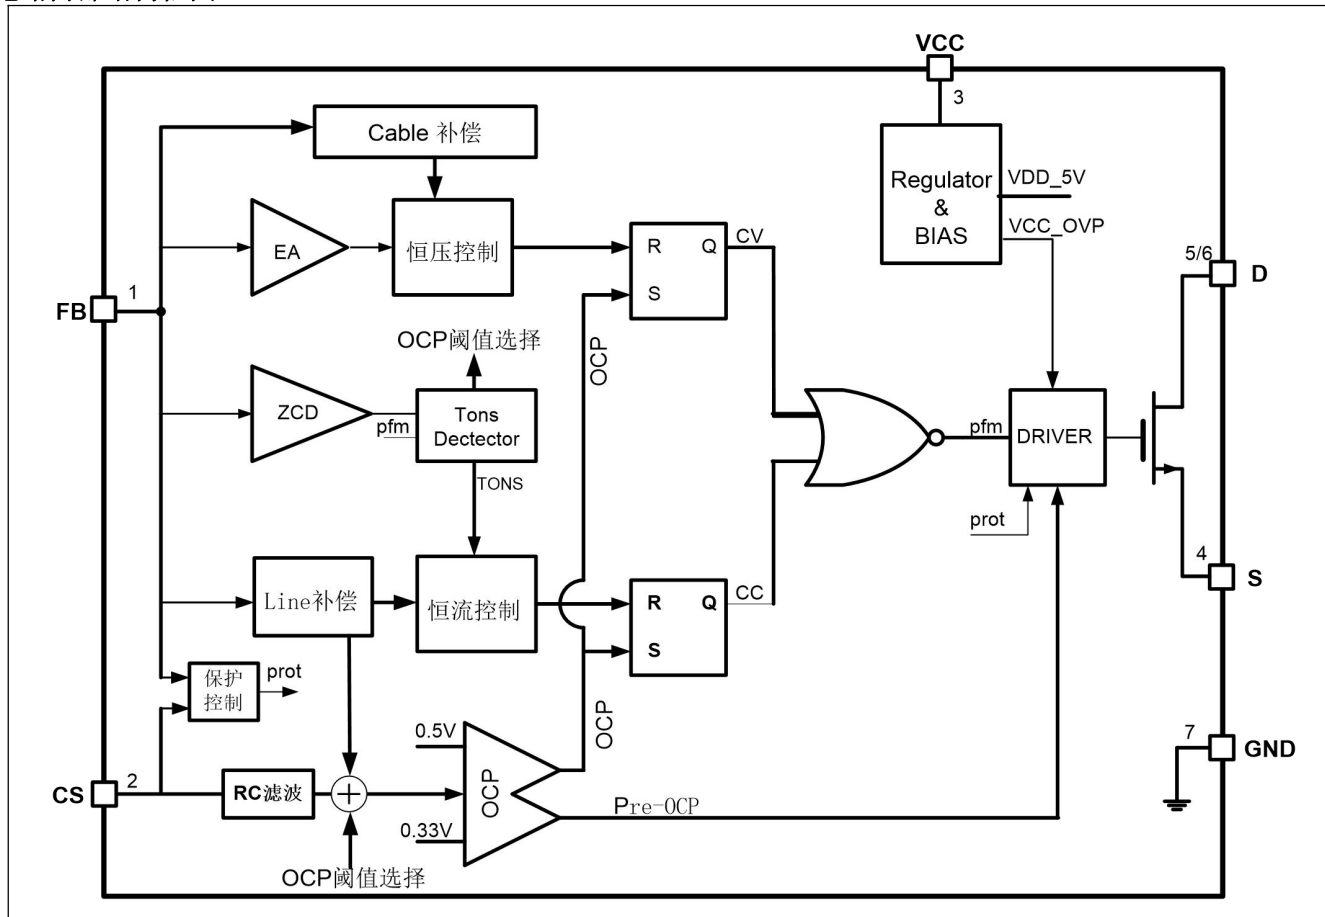 VCC
3
Cable 补偿
Regulator
&
BIAS
VDD_5V
VCC_OVP
EA
恒压控制
R Q
S
CV
5/6
D
FB
1
OCP阈值选择
OCP
ZCD
pfm
Tons
Dectector
TONS
pfm
DRIVER
prot
4
S
Line补偿
恒流控制
R Q
S
CC
保护
控制
prot
0.5V
OCP
7
GND
CS
2
RC滤波
OCP
Pre-OCP
0.33V
OCP阈值选择